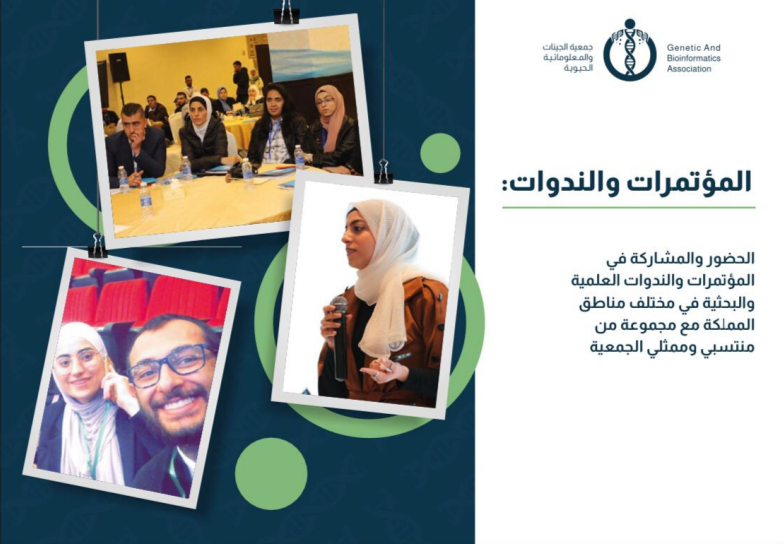 جمعية الجينات
والمعلوماتية
الحيوية
Genetic And
Bioinformatics
Association
المؤتمرات والندوات:
الحضور والمشاركة في
المؤتمرات والندوات العلمية
والبحثية في مختلف مناطق
المملكة مع مجموعة من
منتسبي وممثلي الجمعية